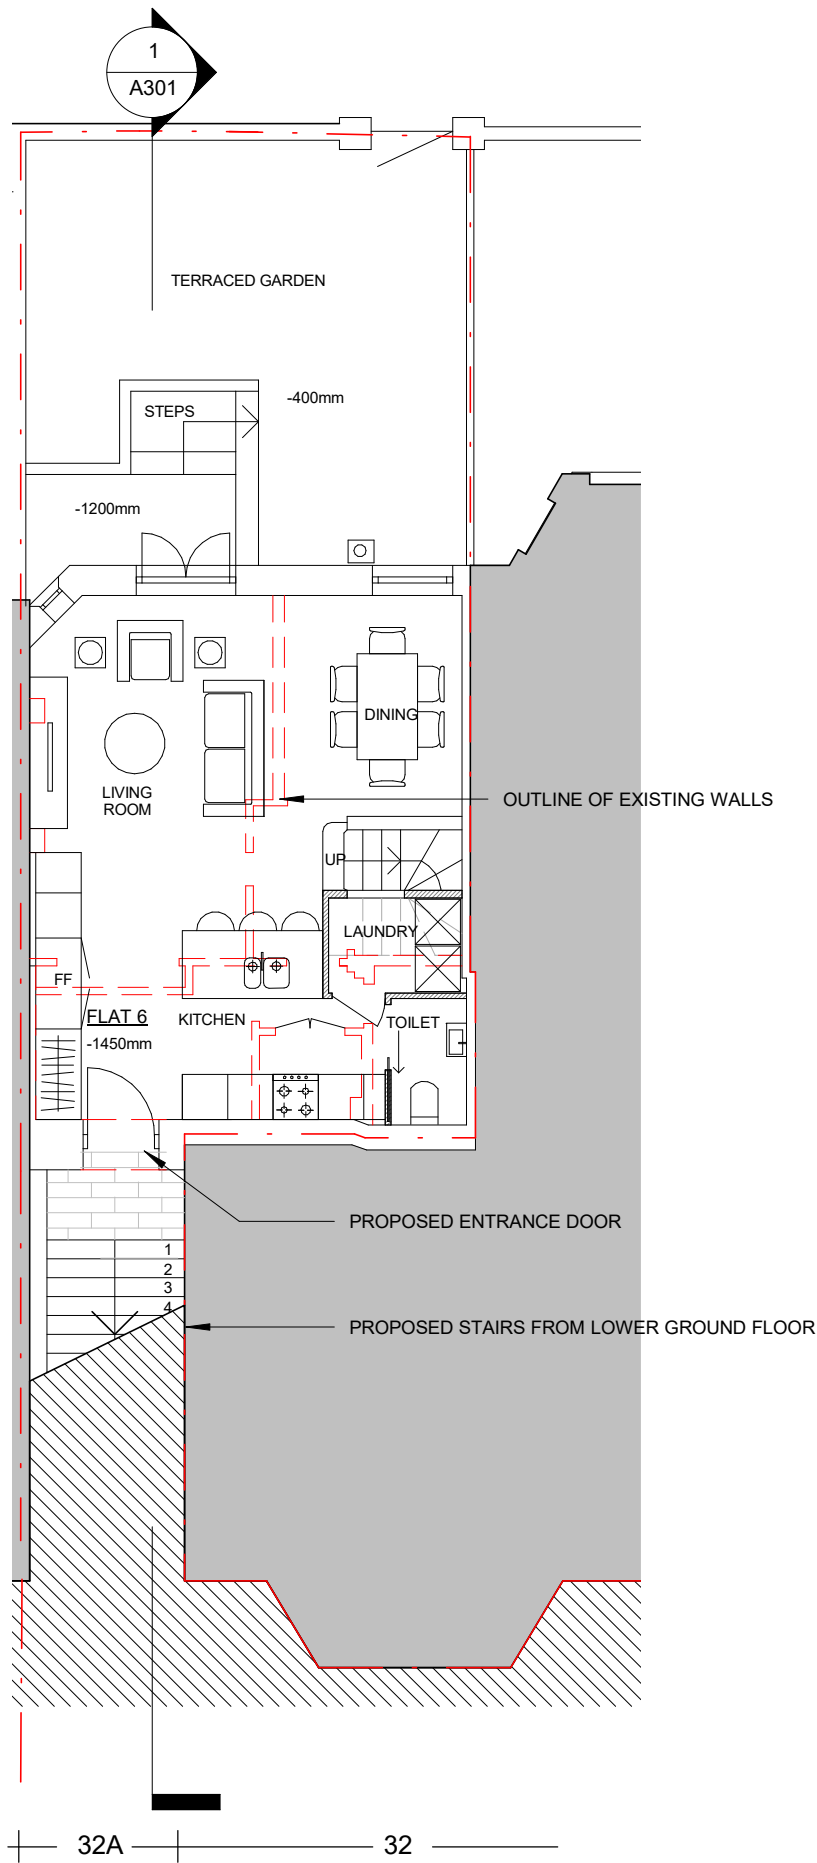 1
A301
TERRACED GARDEN
-400mm
STEPS
-1200mm
DINING
LIVING
ROOM
OUTLINE OF EXISTING WALLS
UP
LAUNDRY
FF
FLAT 6
KITCHEN
TOILET
-1450mm
PROPOSED ENTRANCE DOOR
1
2
3
4
PROPOSED STAIRS FROM LOWER GROUND FLOOR
32A
32